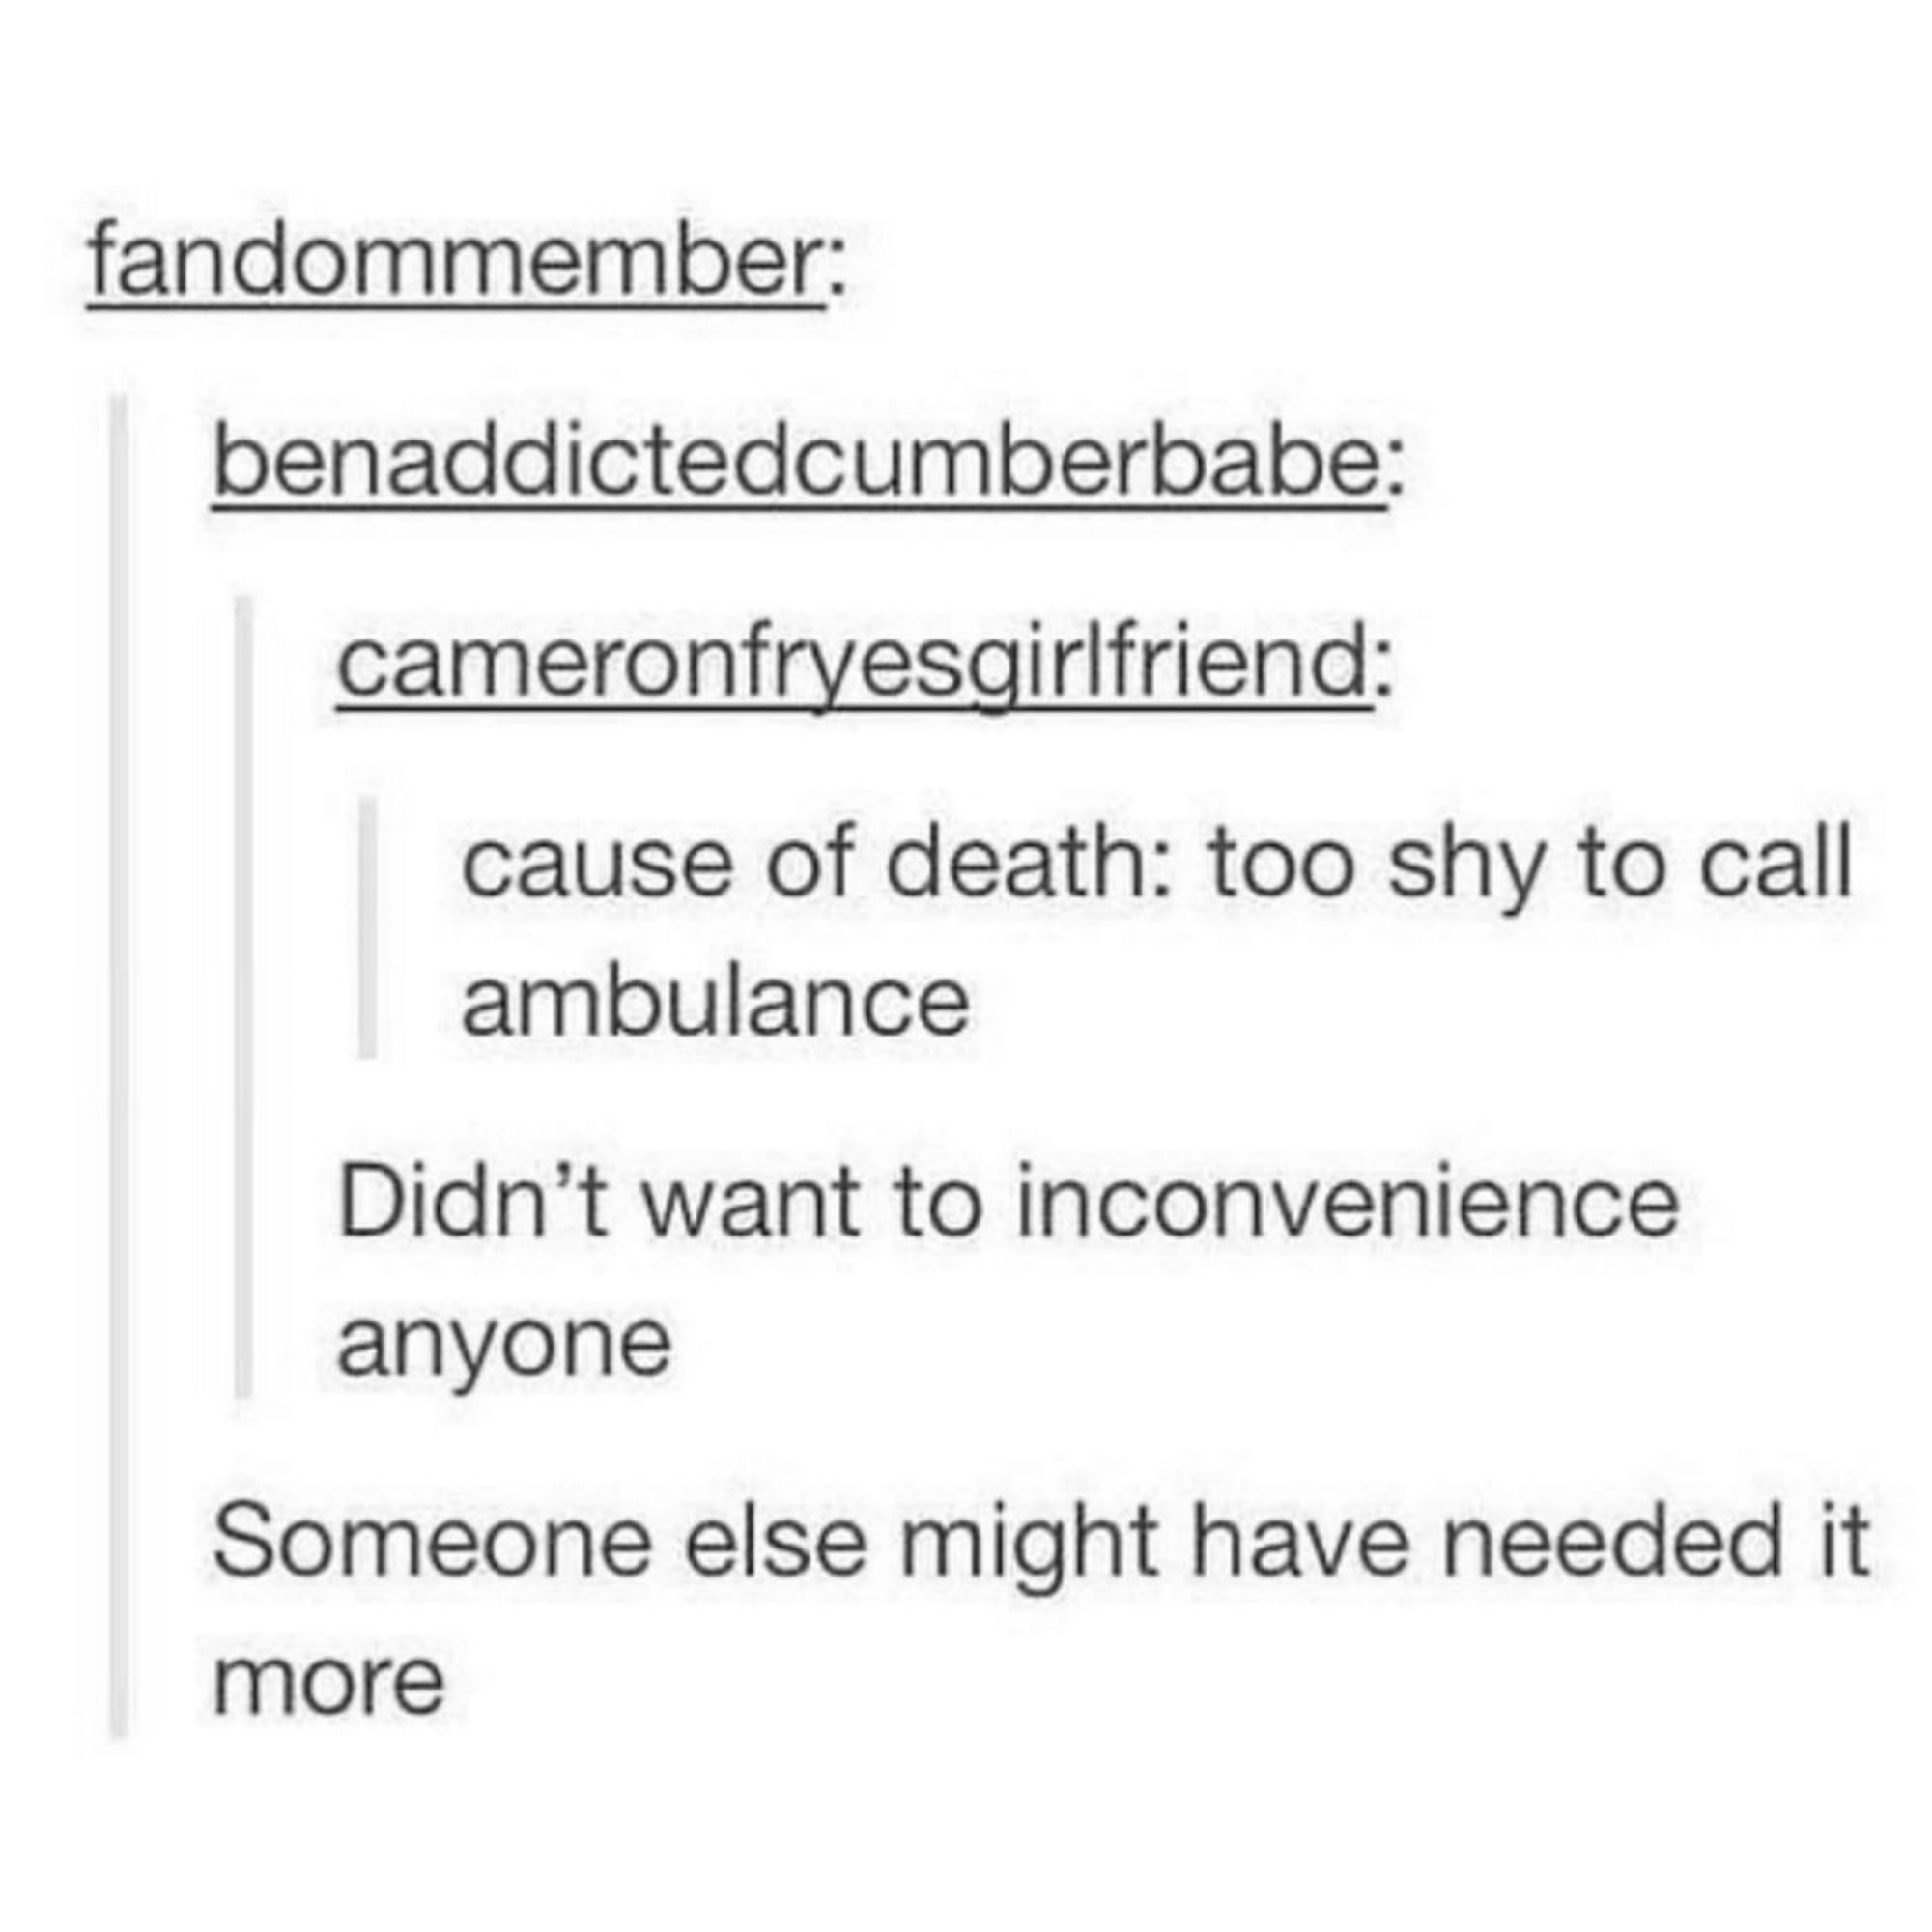 fandommember:
benaddictedcumberbabe:
cameronfryesgirlfriend:
cause of death: too shy to call
ambulance
Didn’t want to inconvenience
anyone
Someone else might have needed it
more